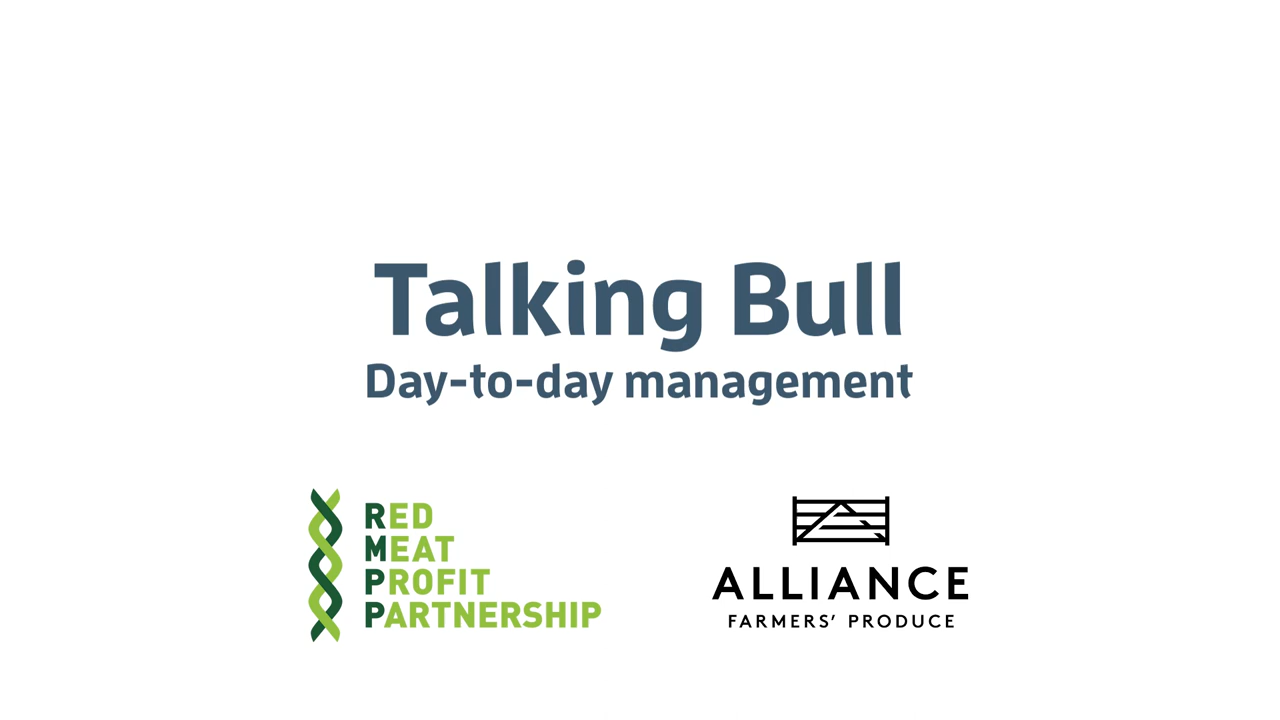 Talking Bull
Day-to-day management
RED
MEAT
PROFIT
PARTNERSHIP
ALLIANCE
FARMERS’ PRODUCE